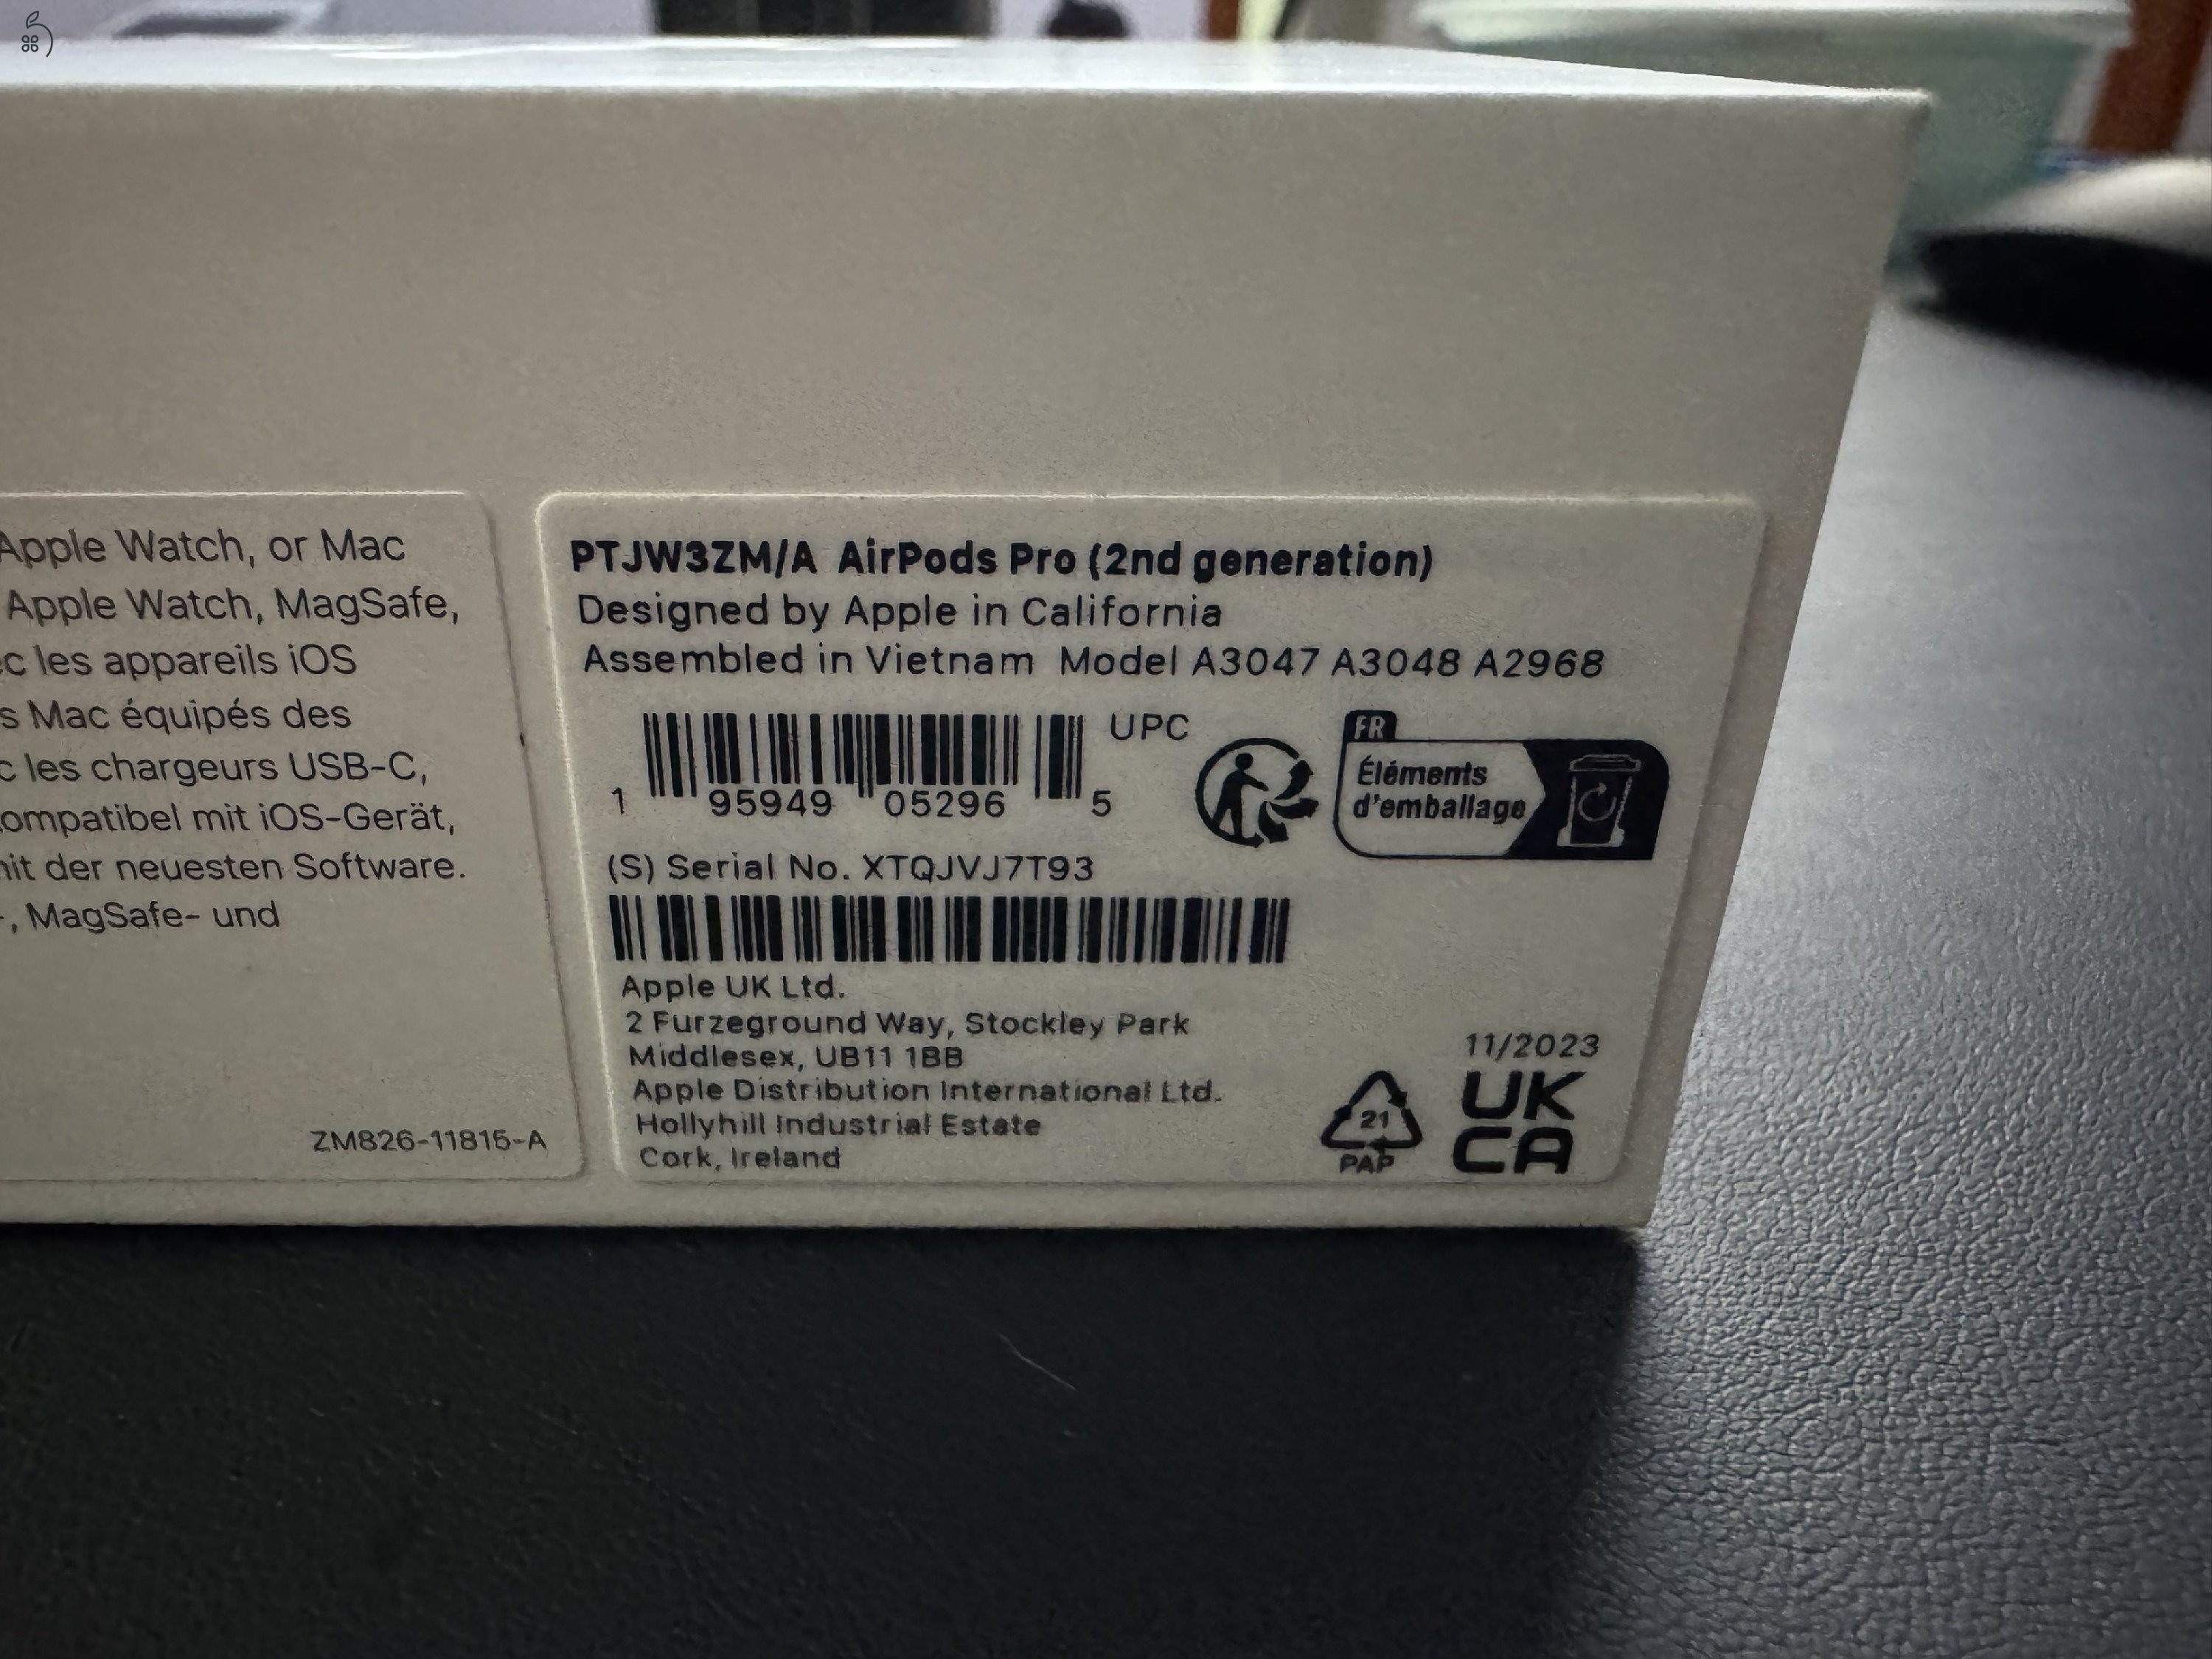 Apple Watch, or Mac
Apple Watch, MagSafe,
les appareils iOS
Mac équipés des
les chargeurs USB-C,
mit iOS-Gerät,
der neuesten Software.
MagSafe- und
ZM826-11815-A
PTJW3ZM/A AirPods Pro (2nd generation)
Designed by Apple in California
Assembled in Vietnam Model A3047 A3048 A2968
UPC
1 95949 05296 5
FR
Éléments
d'emballage
(S) Serial No. XTQJVJ7T93
Apple UK Ltd.
2 Furzeground Way, Stockley Park
Middlesex, UB11 1BB
Apple Distribution International Ltd.
Hollyhill Industrial Estate
Cork, Ireland
21
PAP
11/2023
UK
CA